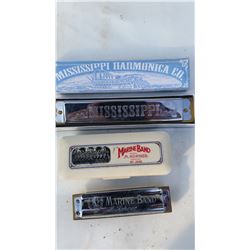 MISSISSIPPI HARMONICA CO.
MISSISSIPPI
MARINE BAND
M. HOHNER
MARINE BAND